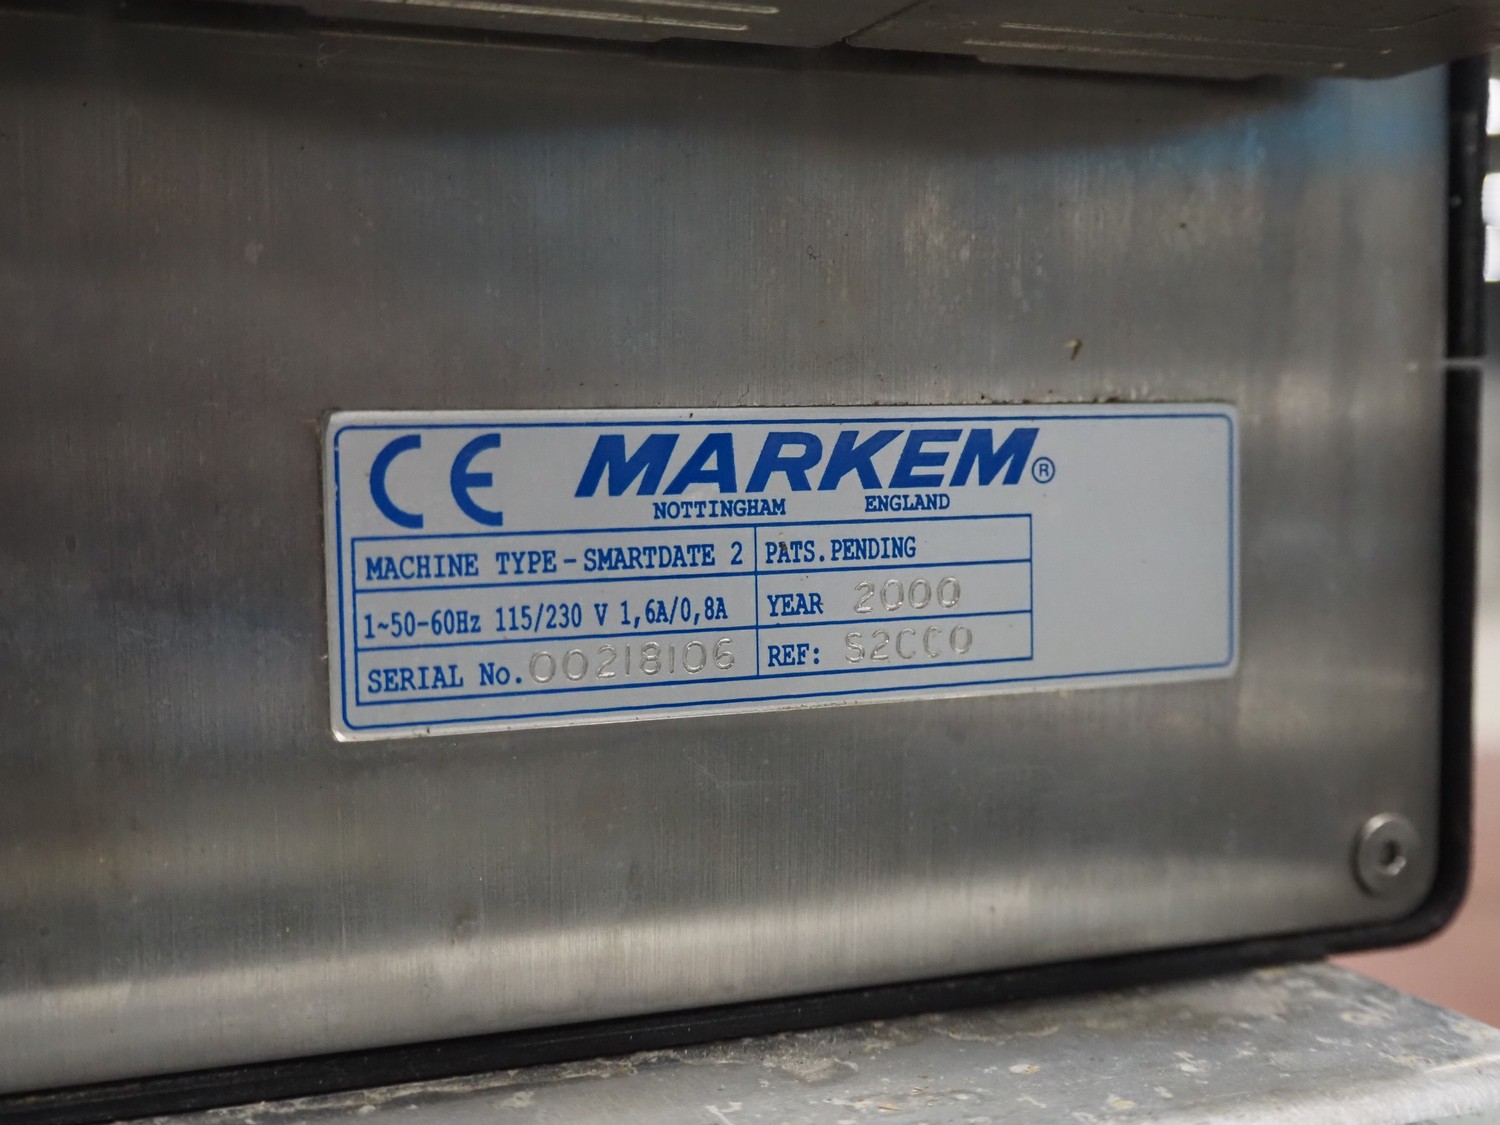 CE MARKEM®
NOTTINGHAM ENGLAND
MACHINE TYPE-SMARTDATE 2 PATS.PENDING
1~50-60Hz 115/230 V 1,6A/0,8A YEAR 2000
SERIAL No. 00218106 REF: S2CC0